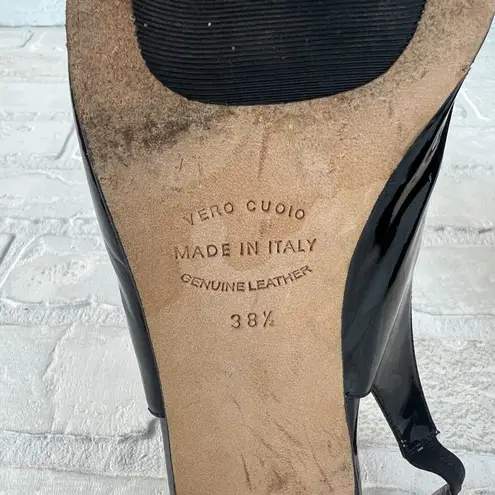 VERO CUOIO
MADE IN ITALY
GENUINE LEATHER
38½